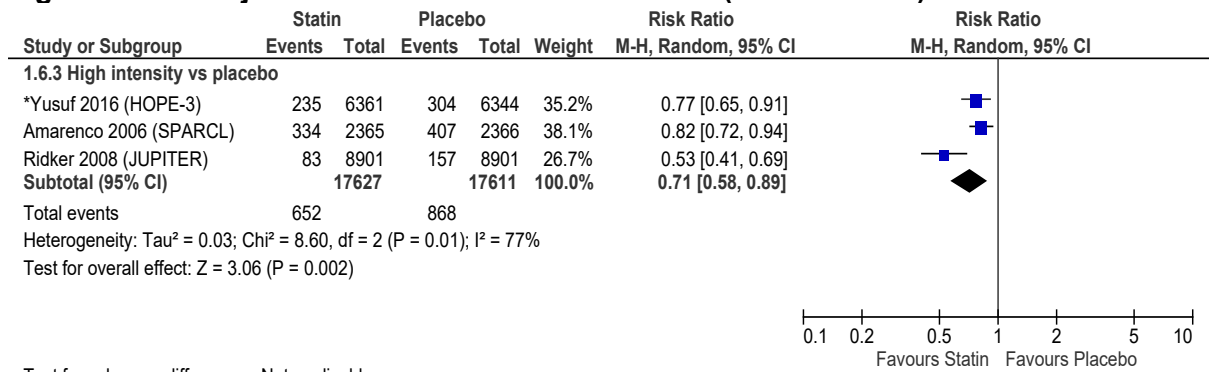 Statin Placebo Risk Ratio Risk Ratio
Study or Subgroup Events Total Events Total Weight M-H, Random, 95% CI M-H, Random, 95% CI
1.6.3 High intensity vs placebo
*Yusuf 2016 (HOPE-3) 235 6361 304 6344 35.2% 0.77 [0.65, 0.91]
Amarenco 2006 (SPARCL) 334 2365 407 2366 38.1% 0.82 [0.72, 0.94]
Ridker 2008 (JUPITER) 83 8901 157 8901 26.7% 0.53 [0.41, 0.69]
Subtotal (95% CI) 17627 17611 100.0% 0.71 [0.58, 0.89]
Total events 652 868
Heterogeneity: Tau² = 0.03; Chi² = 8.60, df = 2 (P = 0.01); I² = 77%
Test for overall effect: Z = 3.06 (P = 0.002)
0.1 0.2 0.5 1 2 5 10
Favours Statin Favours Placebo